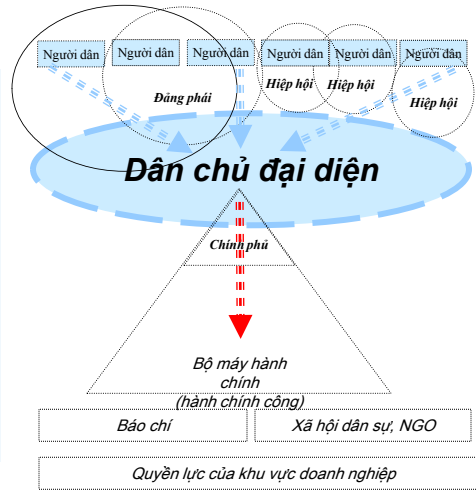 Người dân Người dân Người dân Người dân Người dân Người dân
Hiệp hội Hiệp hội
Đảng phái Hiệp hội
Dân chủ đại diện
Chính phủ
Bộ máy hành
chính
(hành chính công)
Báo chí Xã hội dân sự, NGO
Quyền lực của khu vực doanh nghiệp